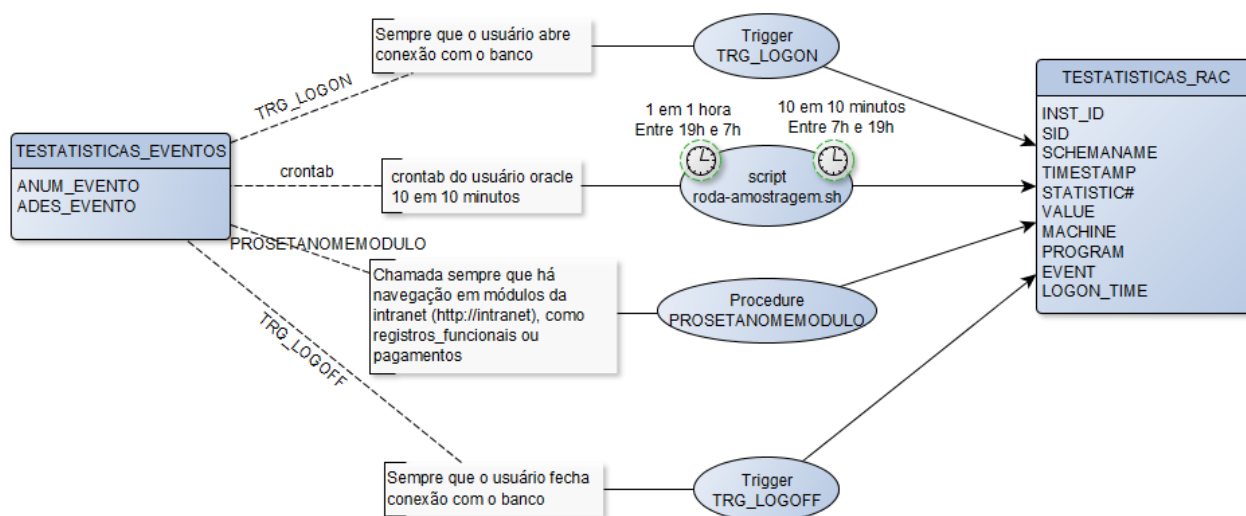 Sempre que o usuário abre
conexão com o banco
Trigger
TRG_LOGON
TRG_LOGON
TESTATISTICAS_RAC
INST_ID
SID
SCHEMANAME
TIMESTAMP
STATISTIC#
VALUE
MACHINE
PROGRAM
EVENT
LOGON_TIME
1 em 1 hora
Entre 19h e 7h
10 em 10 minutos
Entre 7h e 19h
TESTATISTICAS_EVENTOS
ANUM_EVENTO
ADES_EVENTO
crontab
crontab do usuário oracle
10 em 10 minutos
script
roda-amostragem.sh
PROSETANOMEMODULO
Chamada sempre que há
navegação em módulos da
intranet (http://intranet), como
registros_funcionais ou
pagamentos
Procedure
PROSETANOMEMODULO
TRG_LOGOFF
Sempre que o usuário fecha
conexão com o banco
Trigger
TRG_LOGOFF